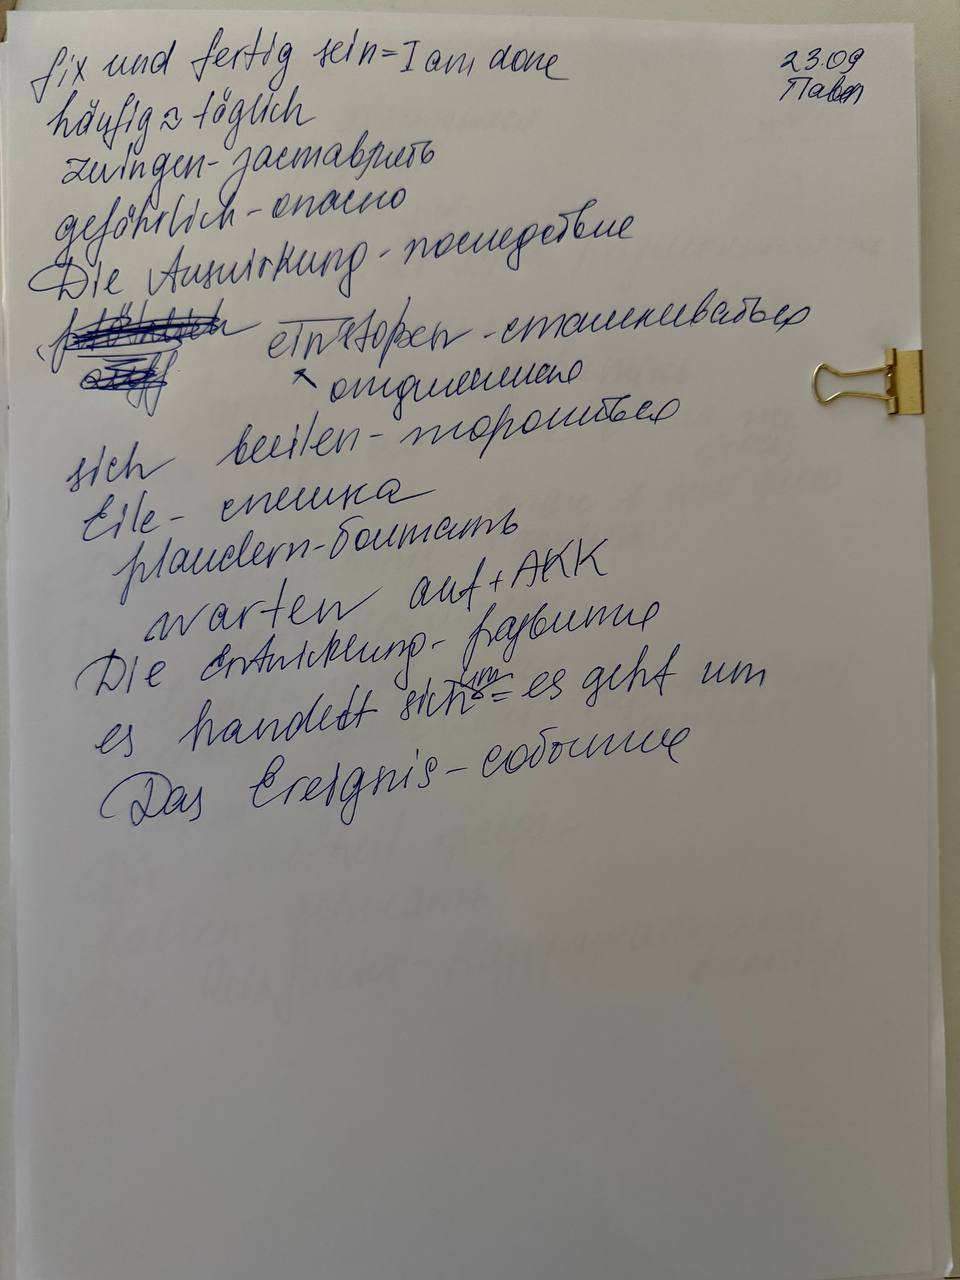 fix und fertig sein = I am done
23.09
Павел
häufig ≈ täglich
zwingen - заставлять
gefährlich - опасно
Die Auswirkung - последствие
einstoßen - сталкиваться
sich beeilen - торопиться
Eile - спешка
plaudern - болтать
warten auf + AKK
Die Entwicklung - развитие
es handelt sich um = es geht um
Das Ereignis - событие